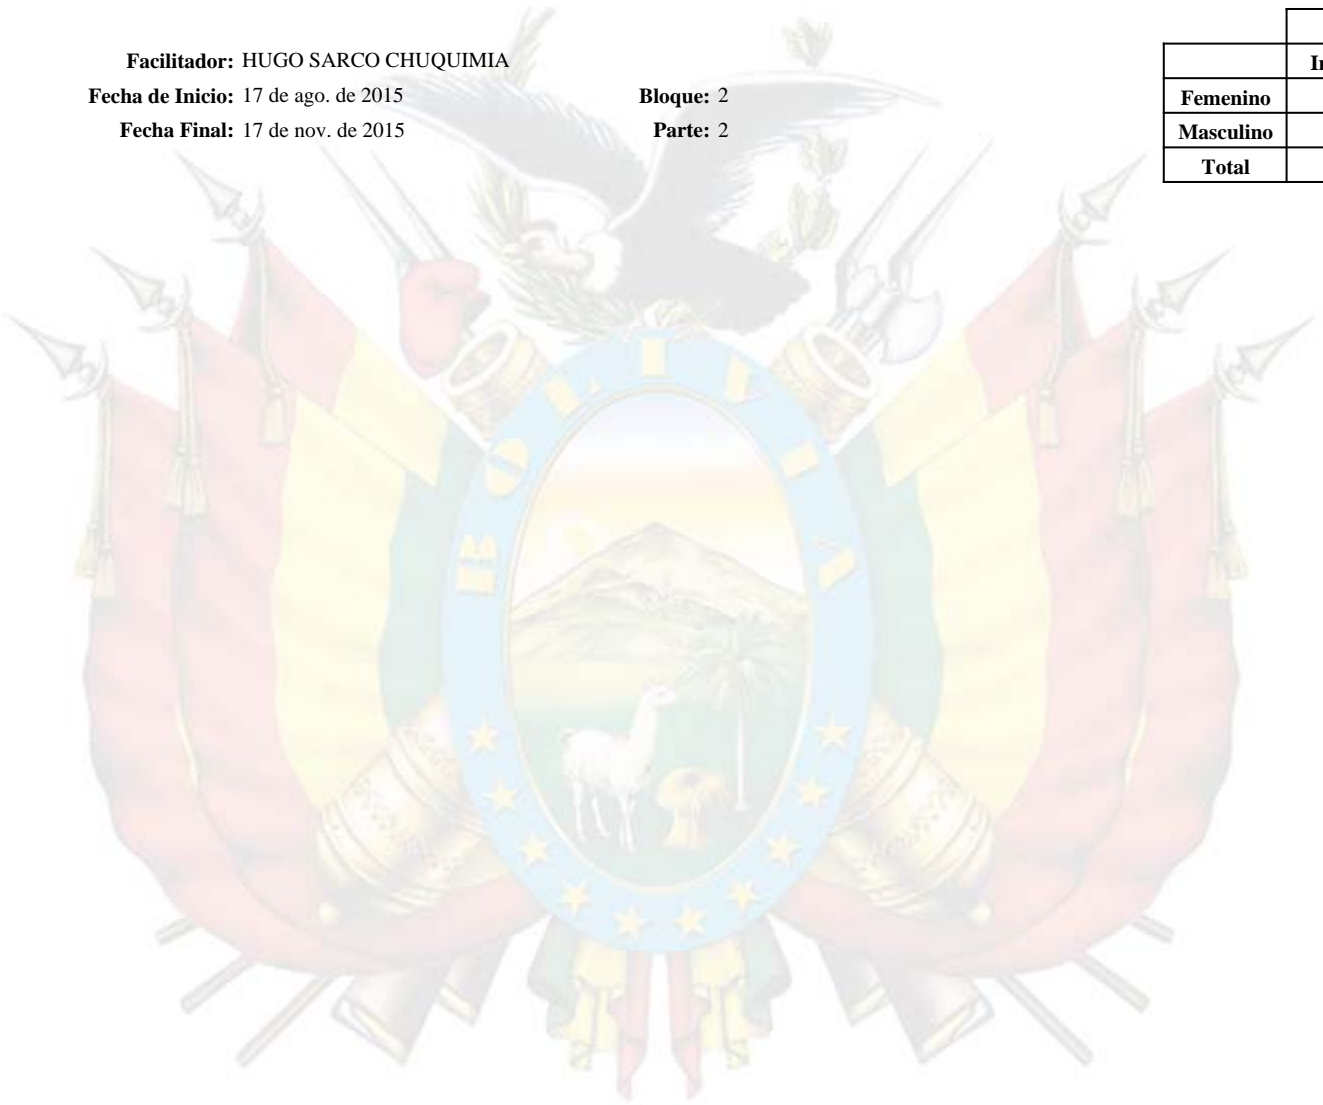 Facilitador: HUGO SARCO CHUQUIMIA
Fecha de Inicio: 17 de ago. de 2015 Bloque: 2
Fecha Final: 17 de nov. de 2015 Parte: 2
Femenino
Masculino
Total
BOLIVIA